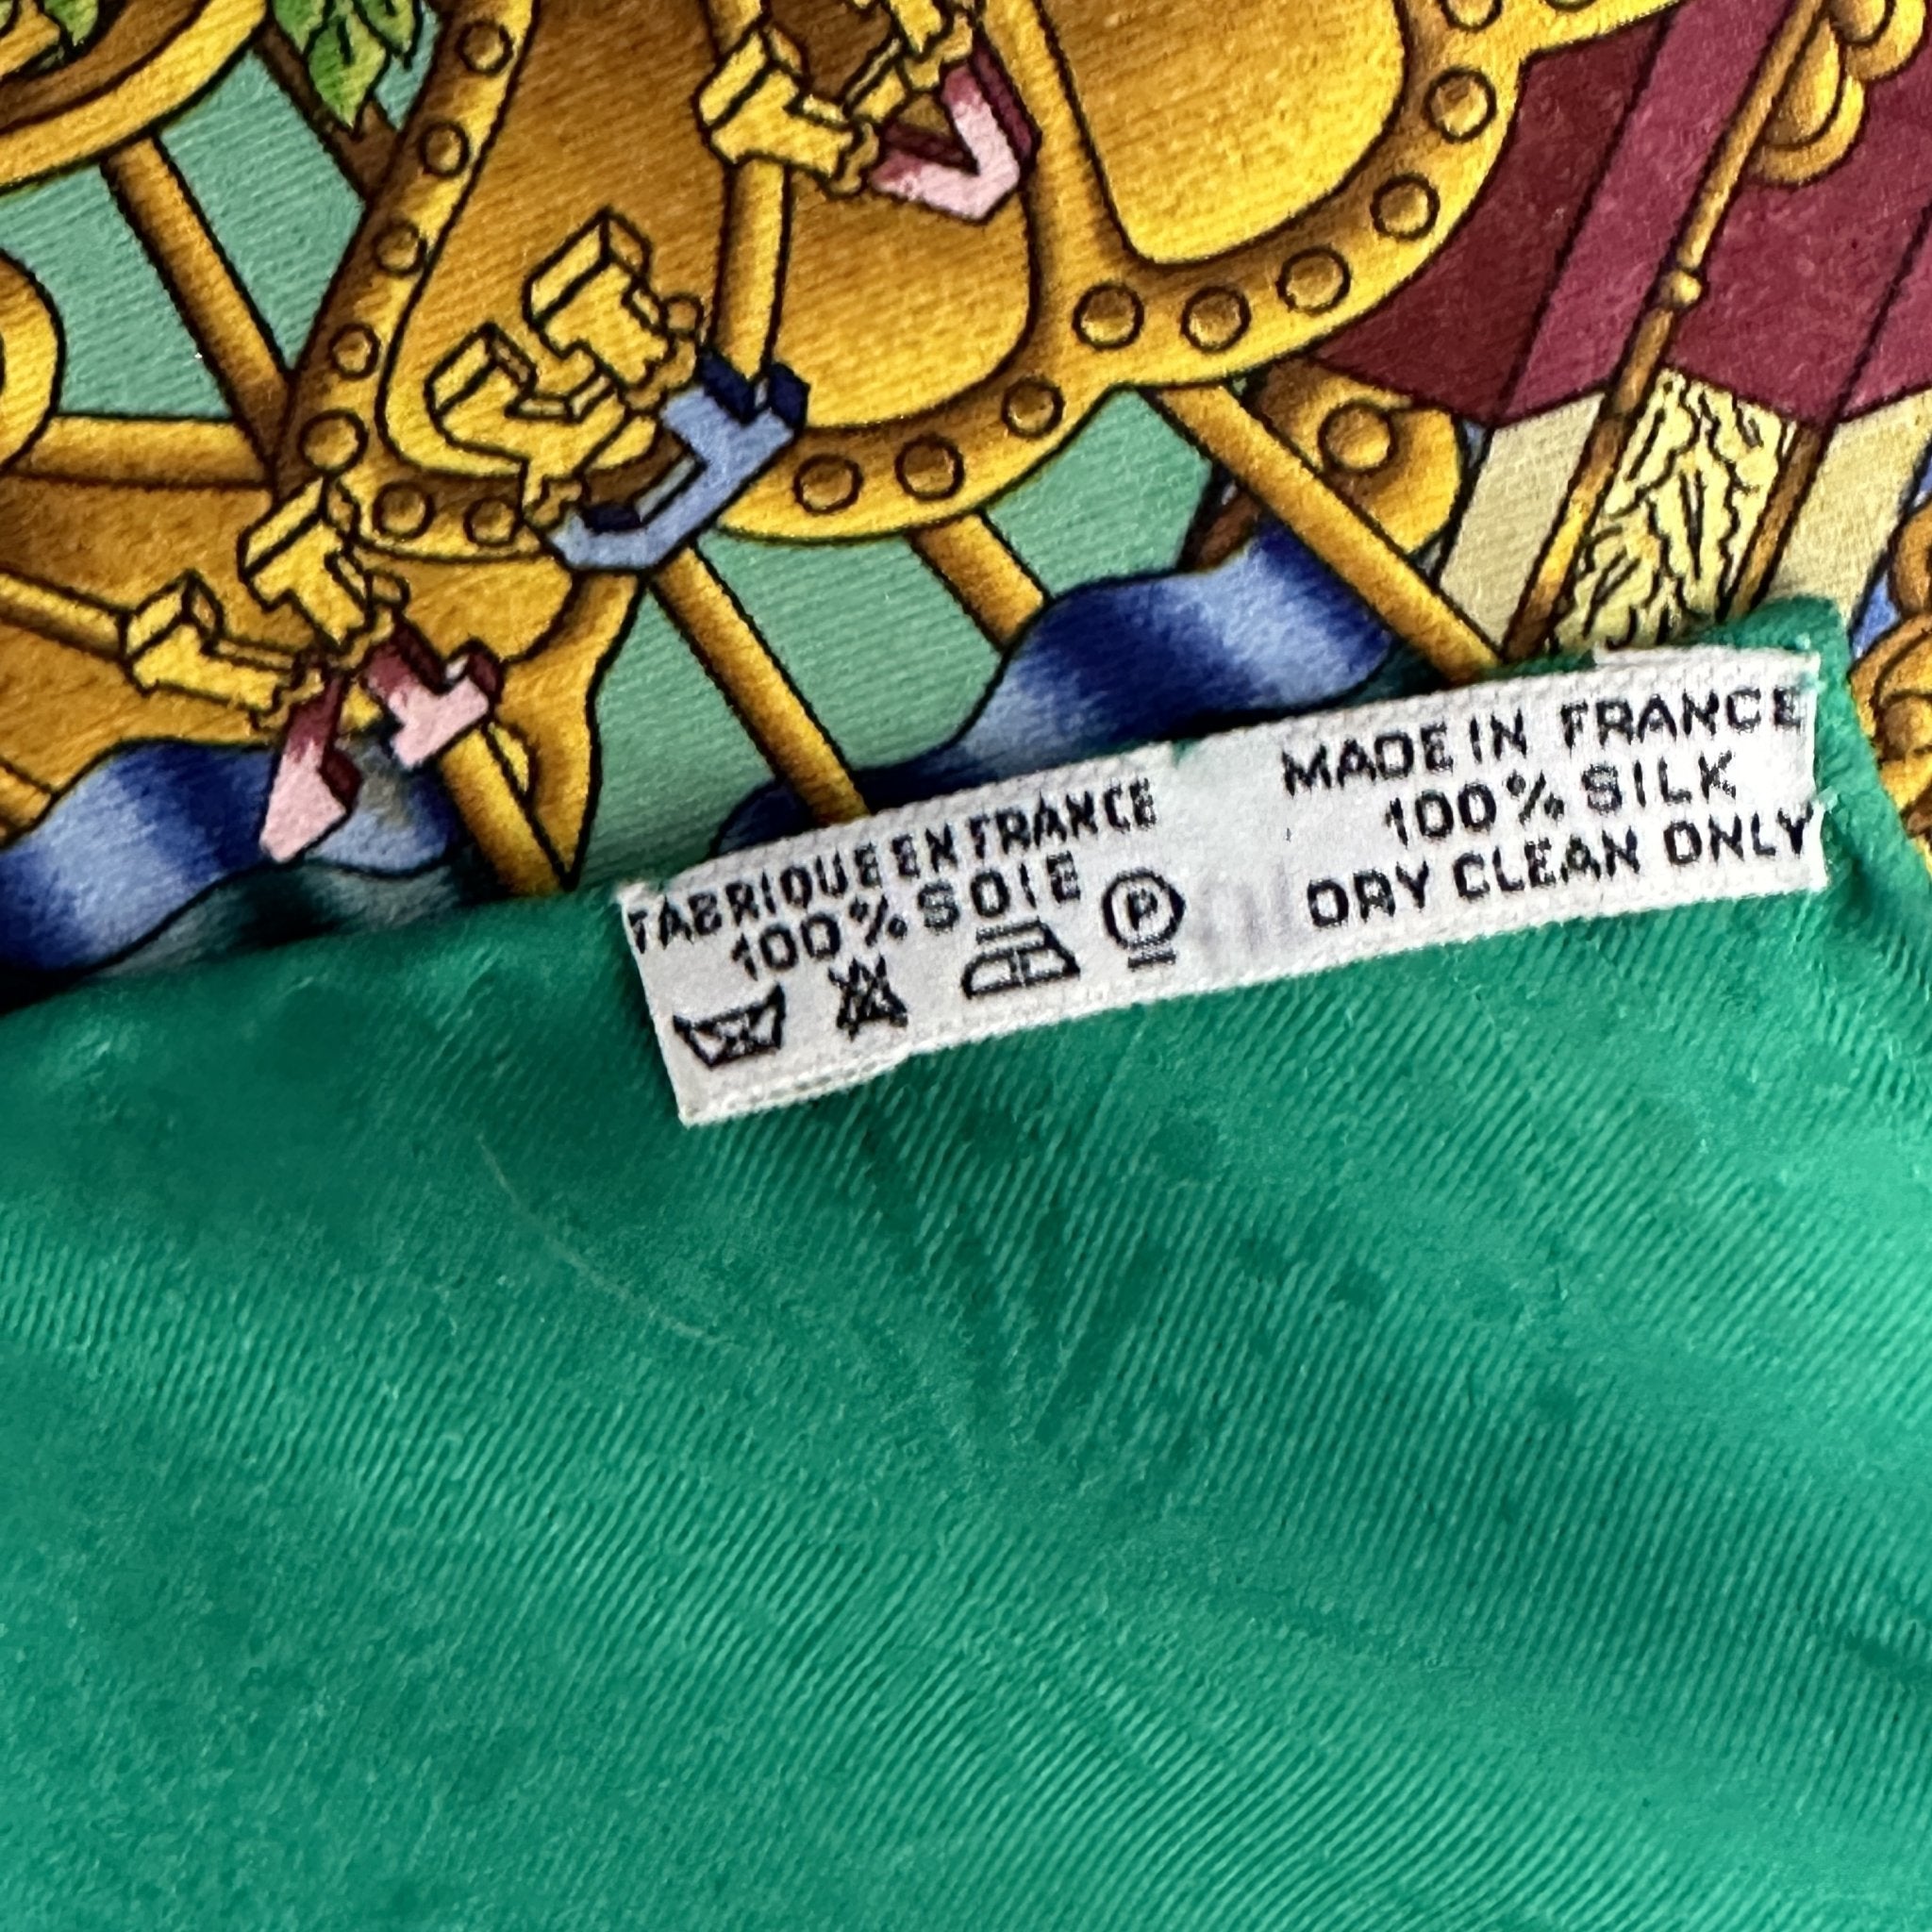 FABRIQUE EN FRANCE
100% SOIE
P
MADE IN FRANCE
100% SILK
DRY CLEAN ONLY